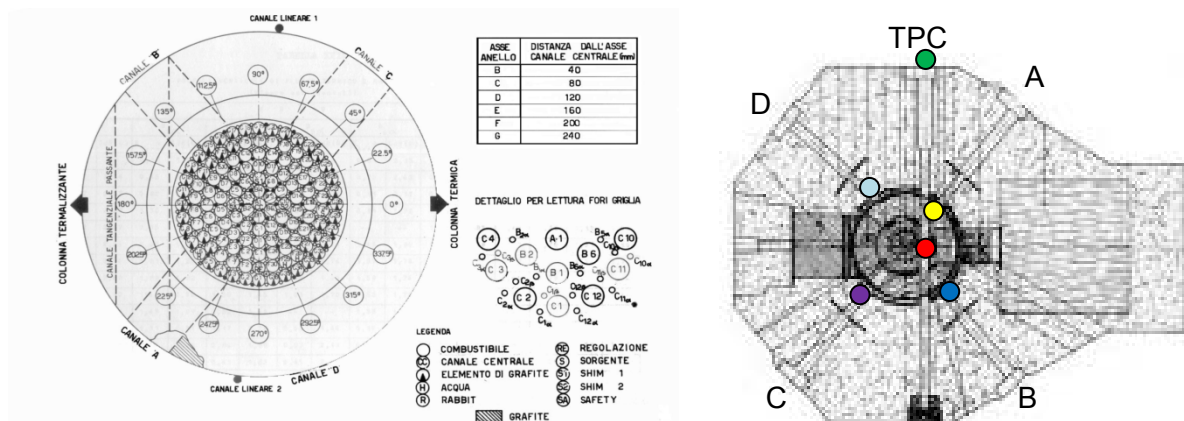 CANALE LINEARE 1
CANALE B
CANALE C
90°
112.5°
67.5°
135°
45°
157.5°
22.5°
180°
0°
202.5°
337.5°
225°
315°
247.5°
292.5°
270°
COLONNA TERMALIZZANTE
CANALE TANGENZIALE PASSANTE
COLONNA TERMICA
CANALE A
CANALE D
CANALE LINEARE 2
ASSE ANELLO
DISTANZA DALL'ASSE CANALE CENTRALE (mm)
B 40
C 80
D 120
E 160
F 200
G 240
DETTAGLIO PER LETTURA FORI GRIGLIA
C4
A-1
C10
C3
B2
B6
C11
B1
C2
C12
C1
LEGENDA
COMBUSTIBILE
CC CANALE CENTRALE
ELEMENTO DI GRAFITE
H ACQUA
R RABBIT
GRAFITE
RE REGOLAZIONE
S SORGENTE
S1 SHIM 1
SHIM 2
SA SAFETY
TPC
A
D
C
B